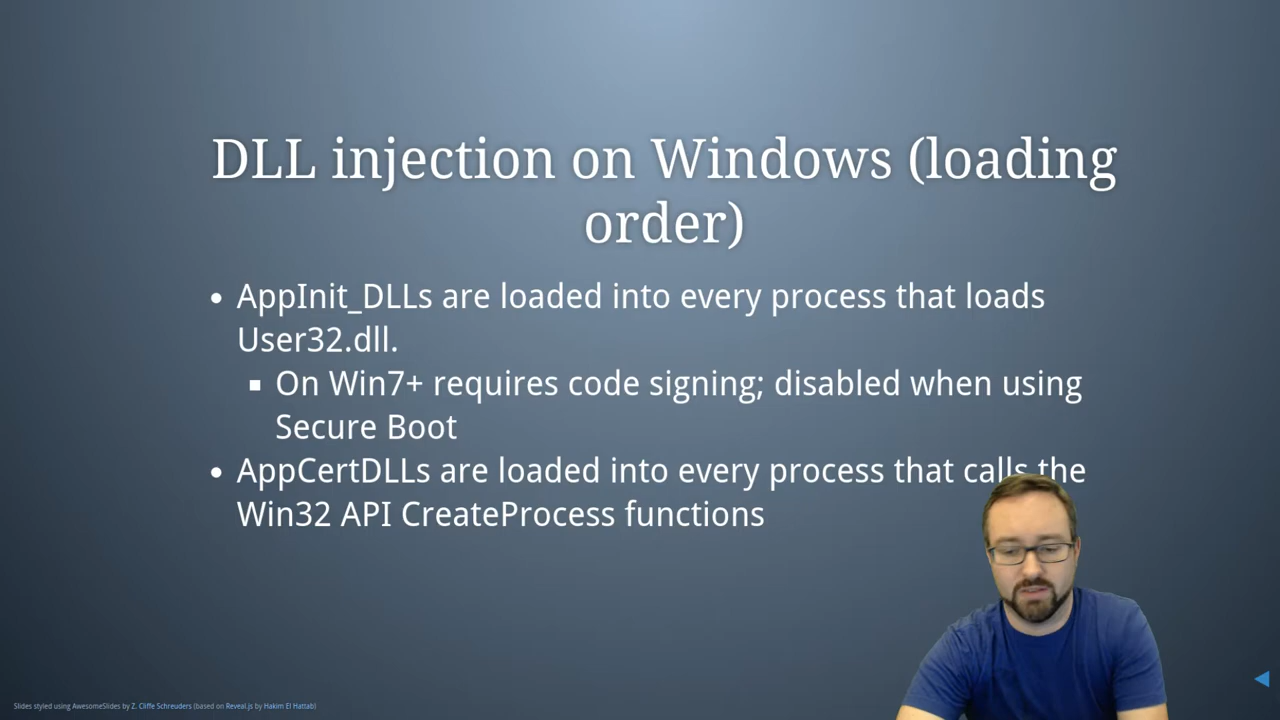 DLL injection on Windows (loading
order)
• AppInit_DLLs are loaded into every process that loads
User32.dll.
▪ On Win7+ requires code signing; disabled when using
Secure Boot
• AppCertDLLs are loaded into every process that calls the
Win32 API CreateProcess functions
Slides styled using AwesomeSlides by Z. Cliffe Schreuders (based on Reveal.js by Hakim El Hattab)